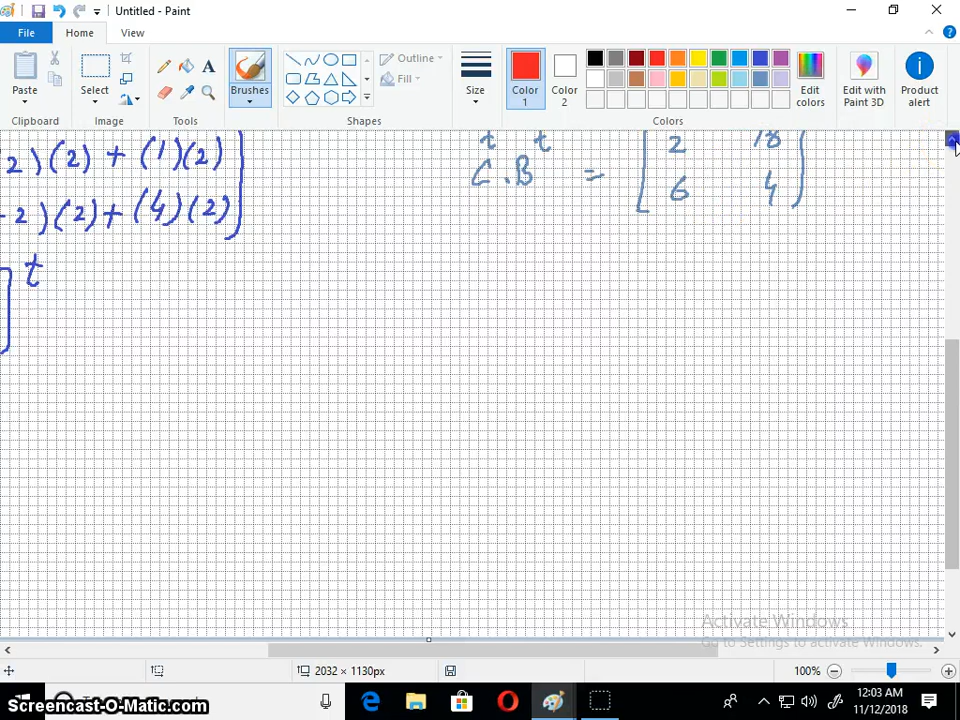 Untitled - Paint
File Home View
Paste Select Brushes Size Color 1 Color 2 Edit colors Edit with Paint 3D Product alert
Outline
Fill
Clipboard Image Tools Shapes Colors
2)(2) + (1)(2)
-2)(2) + (4)(2)
t
t t 2 18
C . B = 6 4
Activate Windows
Go to Settings to activate Windows.
2032 × 1130px 100%
Screencast-O-Matic.com
12:03 AM
11/12/2018